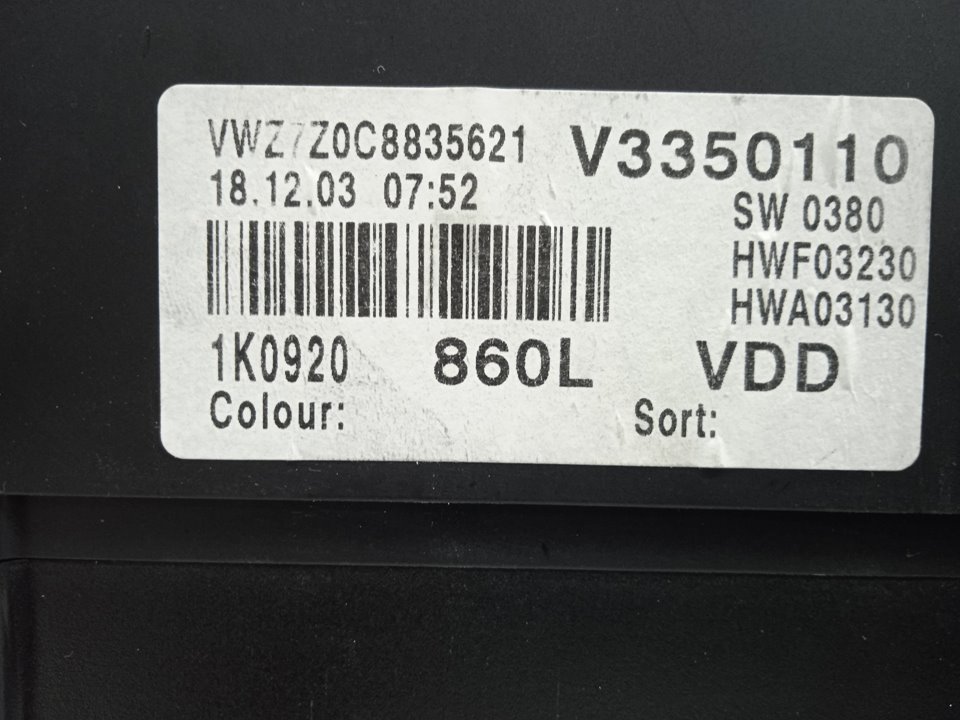 VWZ7Z0C8835621 V3350110
18.12.03 07:52
SW 0380
HWF03230
HWA03130
1K0920 860L VDD
Colour: Sort: